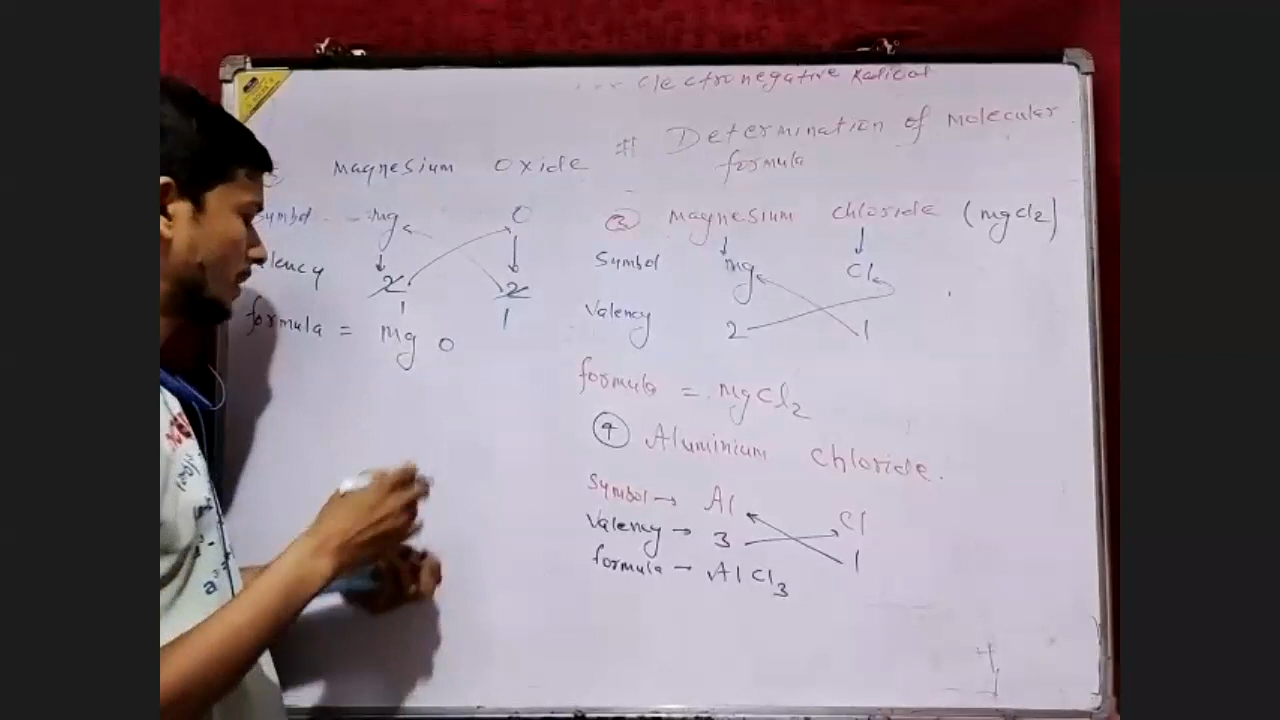 Electronegative Radical
# Determination of molecular
formula
Magnesium Oxide
Symbol - Mg O
Valency 2 2
1 1
formula = Mg O
③ Magnesium chloride (mgcl2)
Symbol Mg Cl
Valency 2 1
formula = MgCl2
④ Aluminium chloride.
Symbol → Al Cl
Valency → 3 1
formula → AlCl3